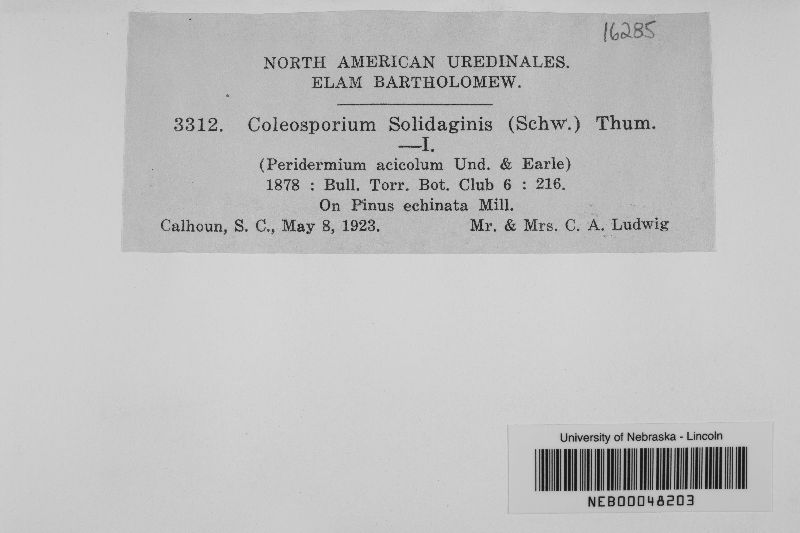 16285
NORTH AMERICAN UREDINALES.
ELAM BARTHOLOMEW.
3312. Coleosporium Solidaginis (Schw.) Thum.
—I.
(Peridermium acicolum Und. & Earle)
1878 : Bull. Torr. Bot. Club 6 : 216.
On Pinus echinata Mill.
Calhoun, S. C., May 8, 1923. Mr. & Mrs. C. A. Ludwig
University of Nebraska - Lincoln
NEB00048203